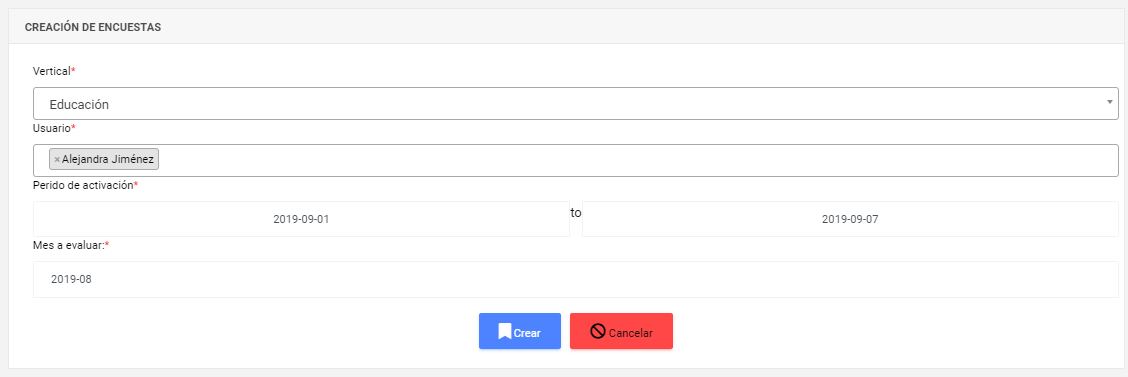 CREACIÓN DE ENCUESTAS
Vertical*
Educación
Usuario*
×Alejandra Jiménez
Perido de activación*
2019-09-01 to 2019-09-07
Mes a evaluar:*
2019-08
Crear Cancelar